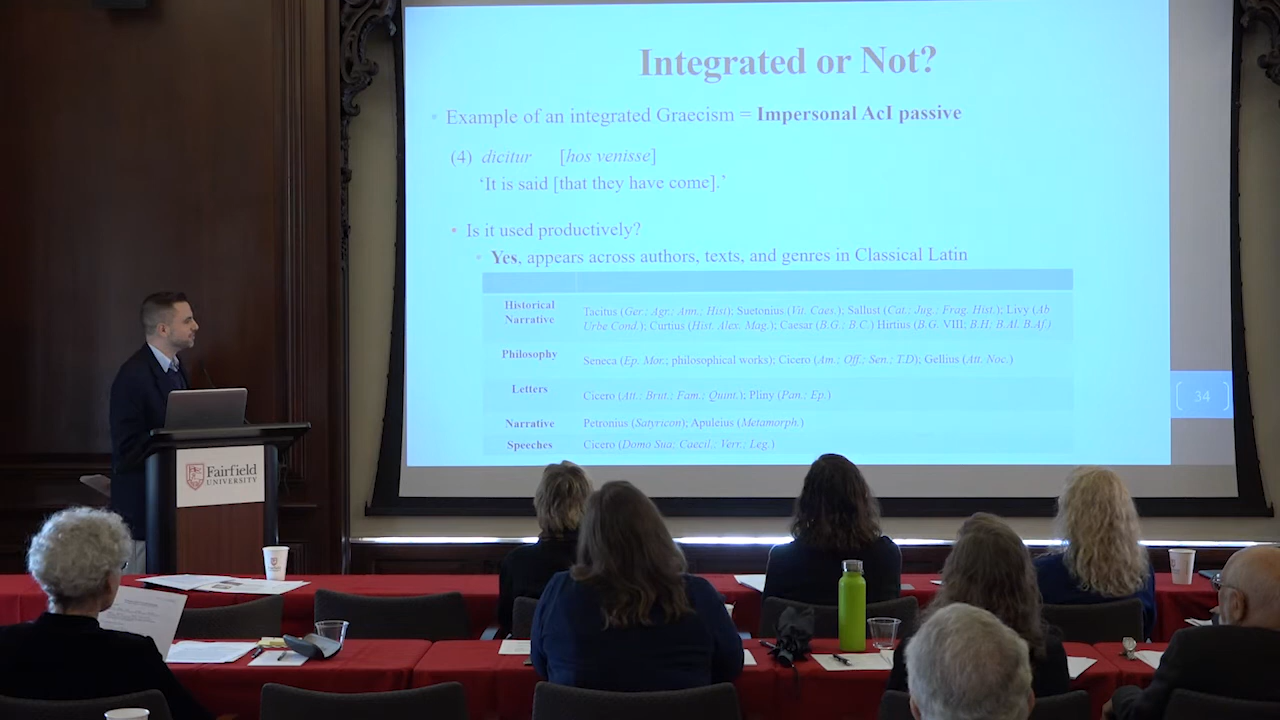 Integrated or Not?
Example of an integrated Graecism = Impersonal AcI passive
(4) dicitur [hos venisse]
‘It is said [that they have come].’
Is it used productively?
Yes, appears across authors, texts, and genres in Classical Latin
Historical Narrative
Tacitus (Ger.; Agr.; Ann.; Hist); Suetonius (Vit. Caes.); Sallust (Cat.; Jug.; Frag. Hist.); Livy (Ab
Urbe Cond.); Curtius (Hist. Alex. Mag.); Caesar (B.G.; B.C.) Hirtius (B.G. VIII; B.H; B.Al. B.Af.)
Philosophy
Seneca (Ep. Mor.; philosophical works); Cicero (Am.; Off.; Sen.; T.D); Gellius (Att. Noc.)
Letters
Cicero (Att.; Brut.; Fam.; Quint.); Pliny (Pan.; Ep.)
Narrative
Petronius (Satyricon); Apuleius (Metamorph.)
Speeches
Cicero (Domo Sua; Caecil.; Verr.; Leg.)
34
Fairfield
UNIVERSITY